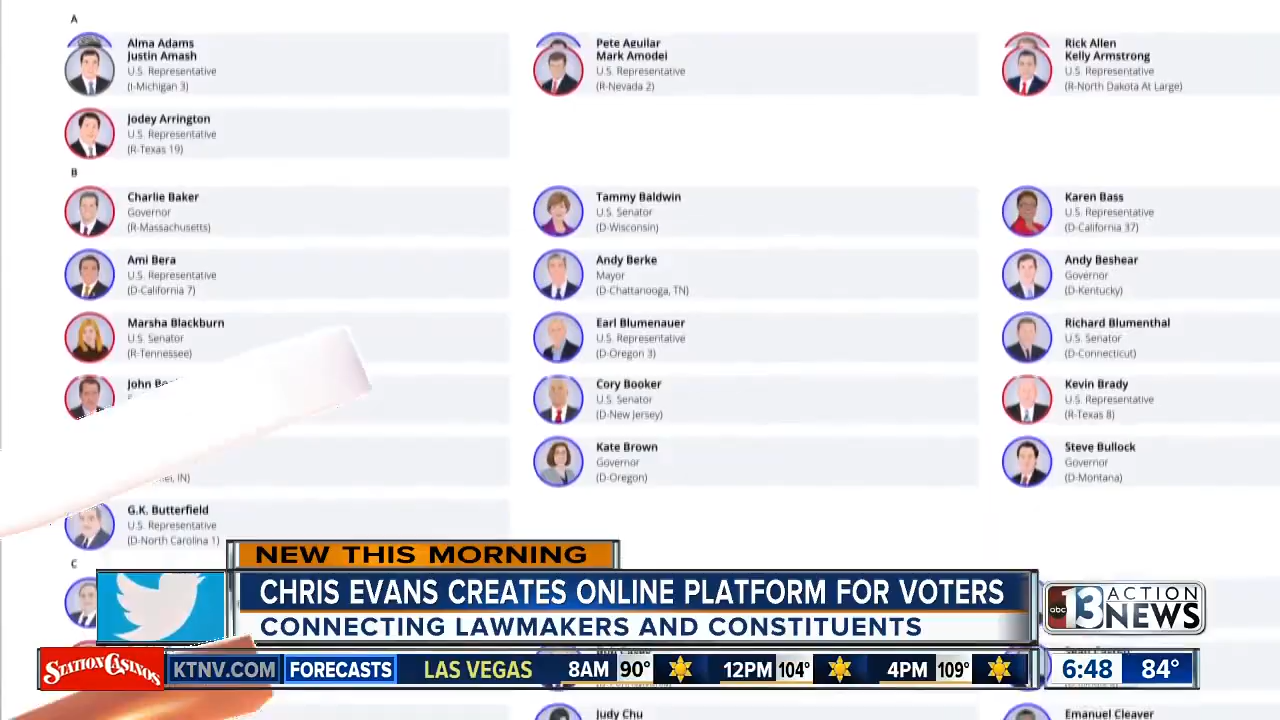 A
Alma Adams
Justin Amash
U.S. Representative
(I-Michigan 3)
Pete Aguilar
Mark Amodei
U.S. Representative
(R-Nevada 2)
Rick Allen
Kelly Armstrong
U.S. Representative
(R-North Dakota At Large)
Jodey Arrington
U.S. Representative
(R-Texas 19)
B
Charlie Baker
Governor
(R-Massachusetts)
Tammy Baldwin
U.S. Senator
(D-Wisconsin)
Karen Bass
U.S. Representative
(D-California 37)
Ami Bera
U.S. Representative
(D-California 7)
Andy Berke
Mayor
(D-Chattanooga, TN)
Andy Beshear
Governor
(D-Kentucky)
Marsha Blackburn
U.S. Senator
(R-Tennessee)
Earl Blumenauer
U.S. Representative
(D-Oregon 3)
Richard Blumenthal
U.S. Senator
(D-Connecticut)
John
Cory Booker
U.S. Senator
(D-New Jersey)
Kevin Brady
U.S. Representative
(R-Texas 8)
IN)
Kate Brown
Governor
(D-Oregon)
Steve Bullock
Governor
(D-Montana)
G.K. Butterfield
U.S. Representative
(D-North Carolina 1)
C
Judy Chu
Emanuel Cleaver
NEW THIS MORNING
CHRIS EVANS CREATES ONLINE PLATFORM FOR VOTERS
CONNECTING LAWMAKERS AND CONSTITUENTS
abc 13 ACTION NEWS
STATION CASINOS
KTNV.COM
FORECASTS
LAS VEGAS 8AM 90° 12PM 104° 4PM 109°
6:48 84°